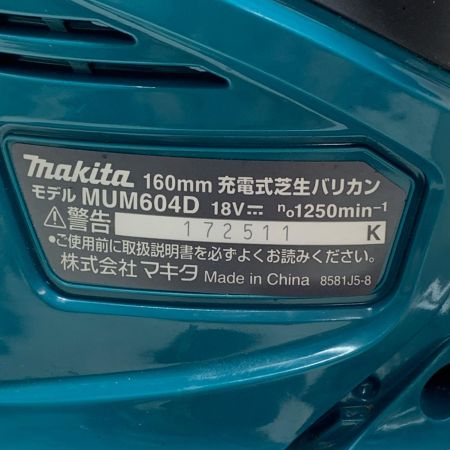 makita 160mm 充電式芝生バリカン
モデル MUM604D 18V⎓ n₀1250min⁻¹
⚠警告 172511 K
•ご使用前に取扱説明書を必ずよくお読みください。
株式会社マキタ Made in China 8581J5-8